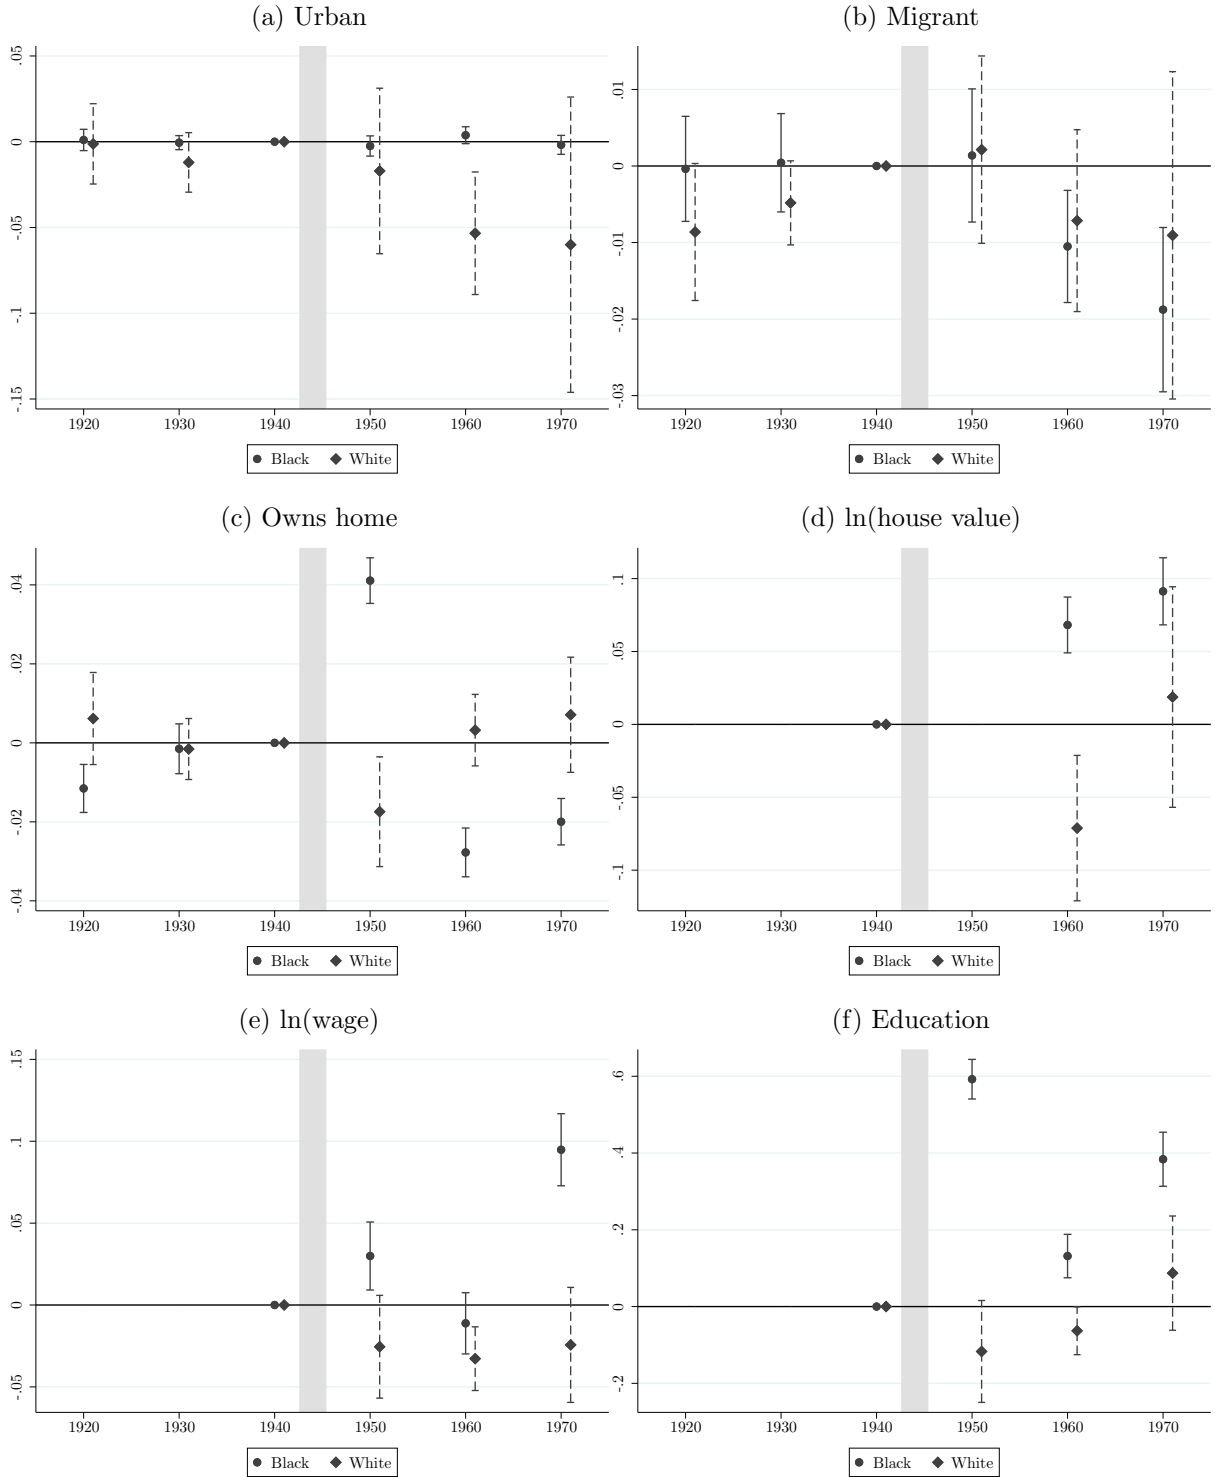 (a) Urban
.05
0
-.05
-.1
-.15
1920 1930 1940 1950 1960 1970
Black White
(b) Migrant
.01
0
-.01
-.02
-.03
1920 1930 1940 1950 1960 1970
Black White
(c) Owns home
.04
.02
0
-.02
-.04
1920 1930 1940 1950 1960 1970
Black White
(d) ln(house value)
.1
.05
0
-.05
-.1
1920 1930 1940 1950 1960 1970
Black White
(e) ln(wage)
.15
.1
.05
0
-.05
1920 1930 1940 1950 1960 1970
Black White
(f) Education
.6
.4
.2
0
-.2
1920 1930 1940 1950 1960 1970
Black White